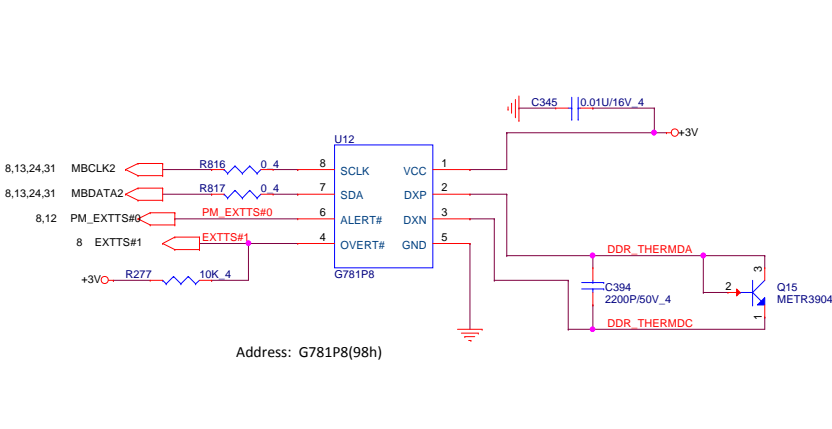 C345 0.01U/16V_4
+3V
U12
8,13,24,31 MBCLK2 R816 0_4 8 SCLK VCC 1
8,13,24,31 MBDATA2 R817 0_4 7 SDA DXP 2
8,12 PM_EXTTS#0 PM_EXTTS#0 6 ALERT# DXN 3
8 EXTTS#1 EXTTS#1 4 OVERT# GND 5
+3V R277 10K_4 G781P8
DDR_THERMDA
3
C394 2 Q15
2200P/50V_4 METR3904
DDR_THERMDC 1
Address: G781P8(98h)